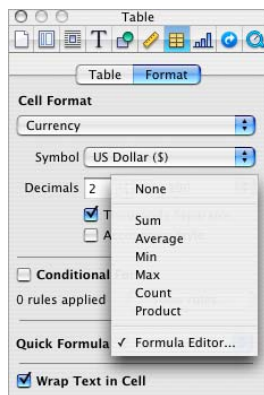 Table
Table Format
Cell Format
Currency
Symbol US Dollar ($)
Decimals 2
None
Sum
Average
Min
Max
Count
Product
Conditional
0 rules applied
Quick Formula
✓ Formula Editor...
Wrap Text in Cell